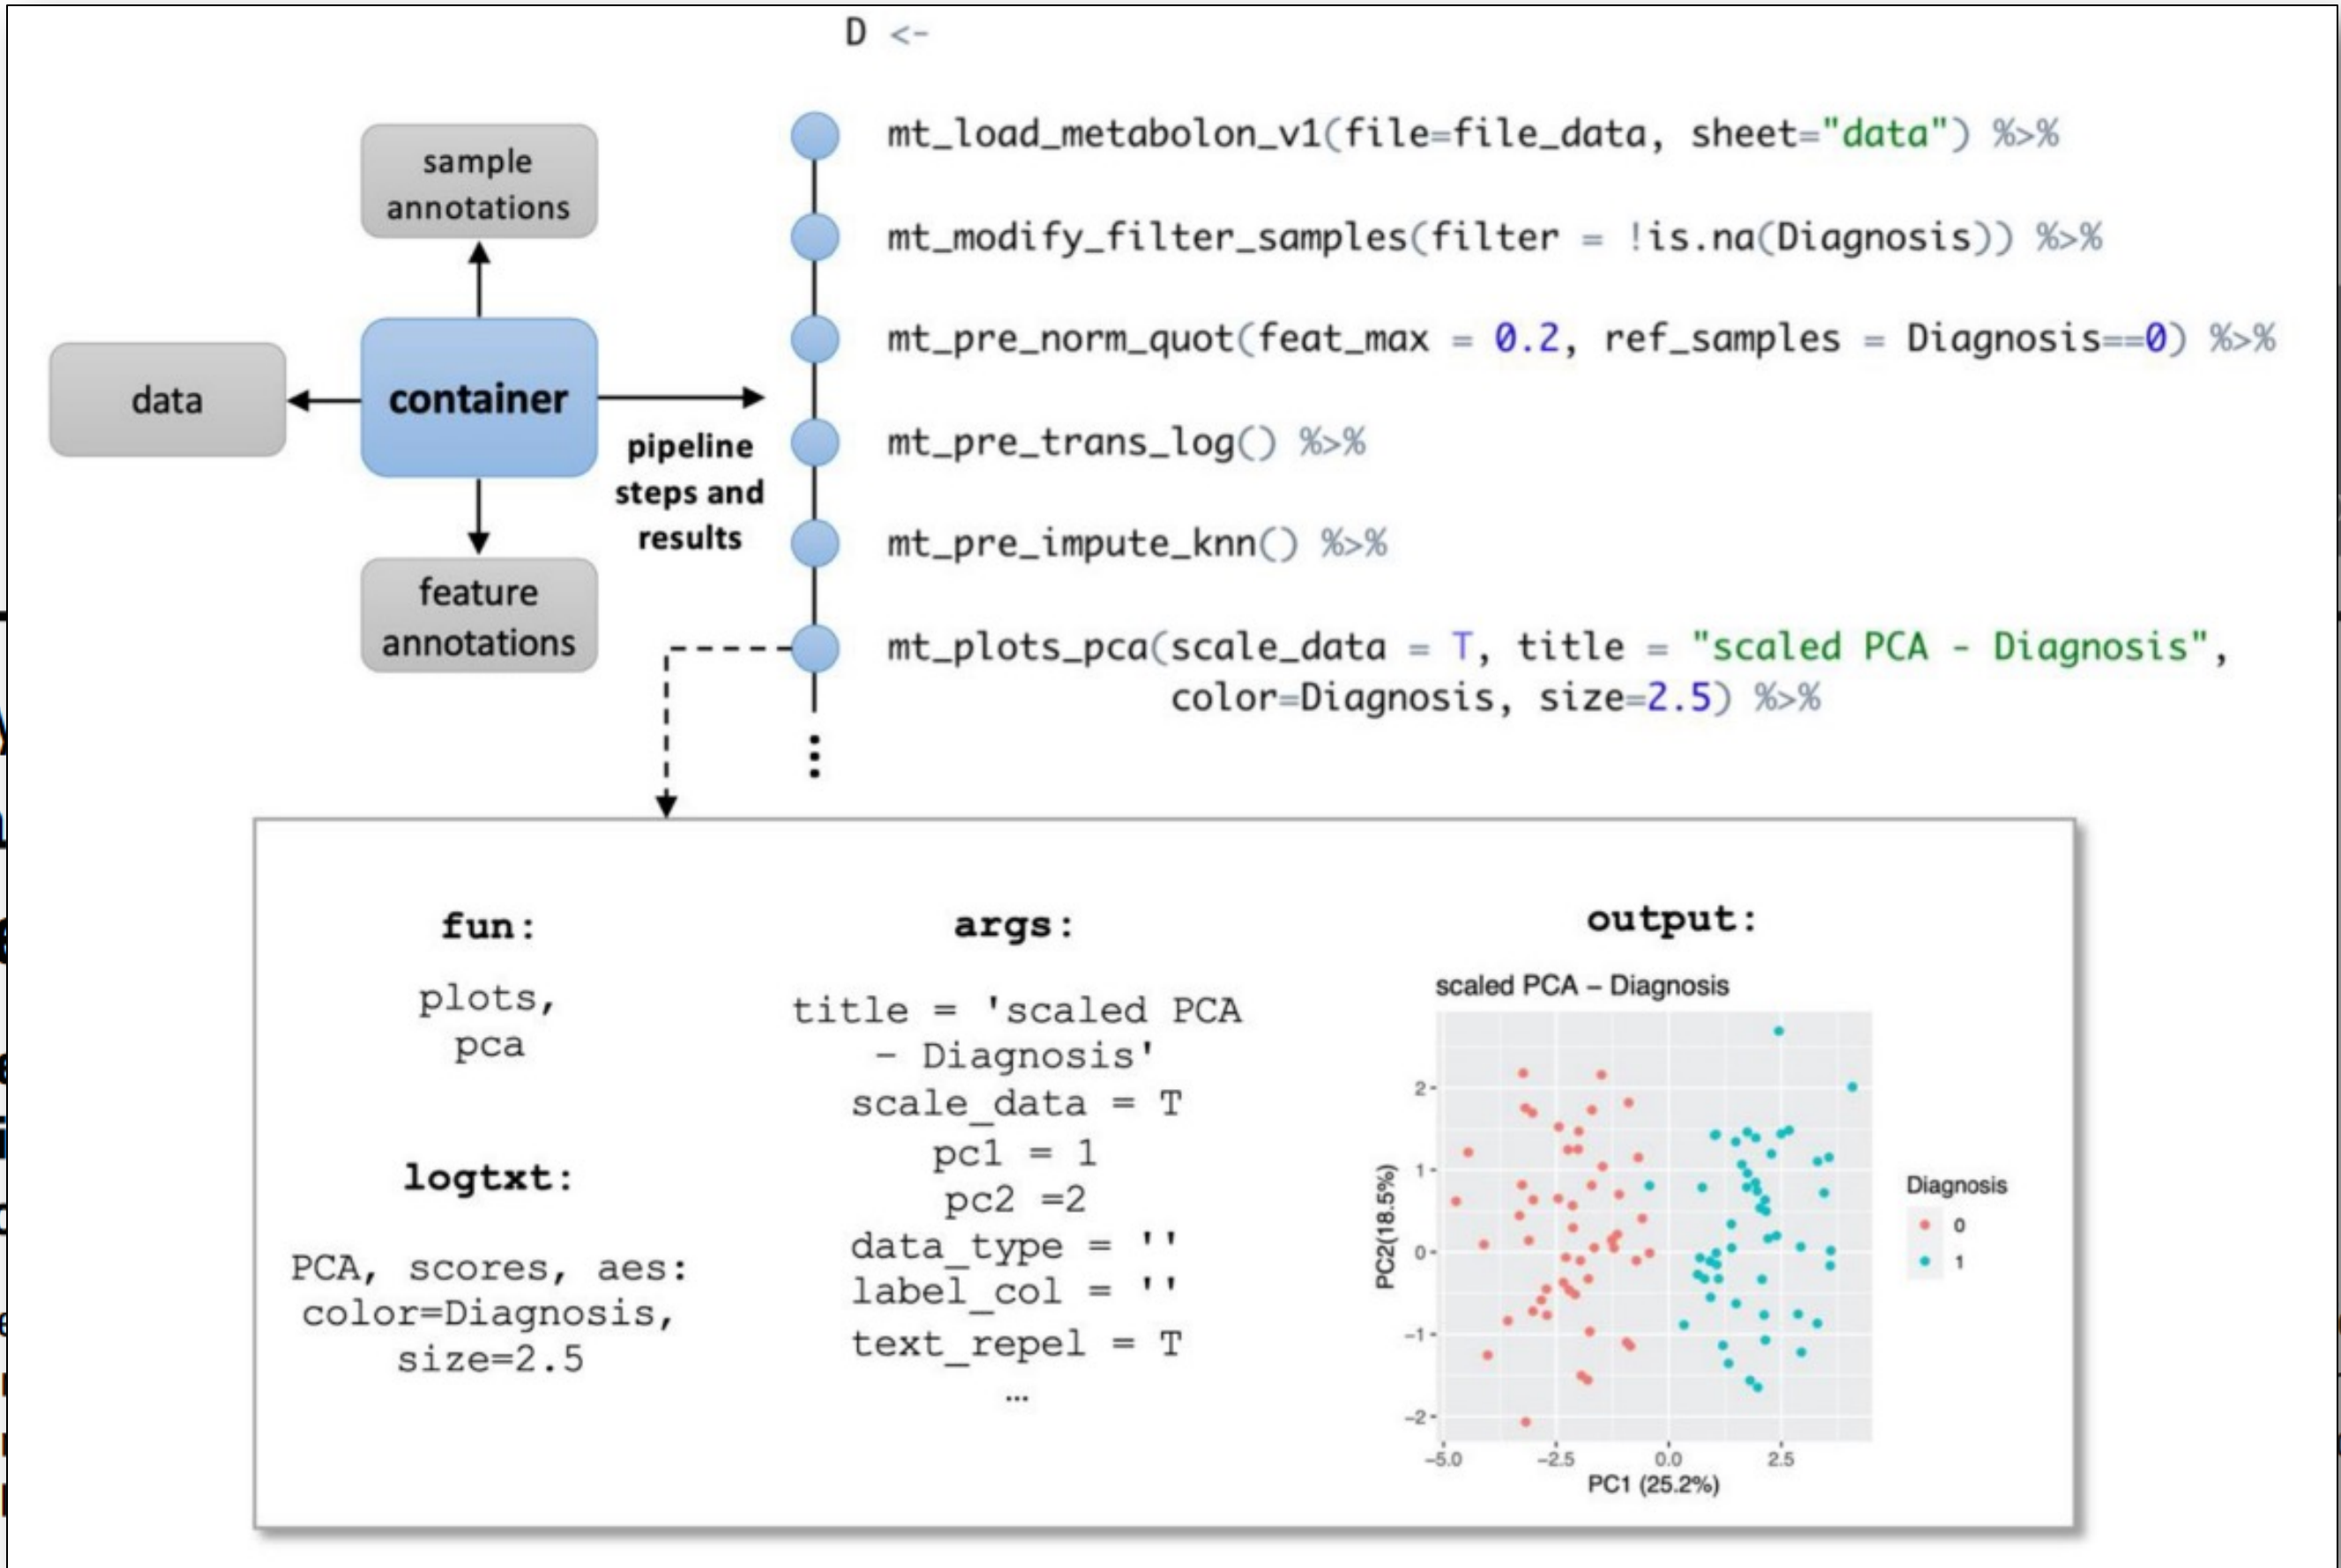 D <-
mt_load_metabolon_v1(file=file_data, sheet="data") %>%
mt_modify_filter_samples(filter = !is.na(Diagnosis)) %>%
mt_pre_norm_quot(feat_max = 0.2, ref_samples = Diagnosis==0) %>%
mt_pre_trans_log() %>%
mt_pre_impute_knn() %>%
mt_plots_pca(scale_data = T, title = "scaled PCA - Diagnosis",
color=Diagnosis, size=2.5) %>%
sample
annotations
data
container
pipeline
steps and
results
feature
annotations
fun:
plots,
pca
logtxt:
PCA, scores, aes:
color=Diagnosis,
size=2.5
args:
title = 'scaled PCA
– Diagnosis'
scale_data = T
pc1 = 1
pc2 =2
data_type = ''
label_col = ''
text_repel = T
…
output:
scaled PCA – Diagnosis
PC2(18.5%)
2
1
0
−1
−2
−5.0
−2.5
0.0
2.5
PC1 (25.2%)
Diagnosis
0
1